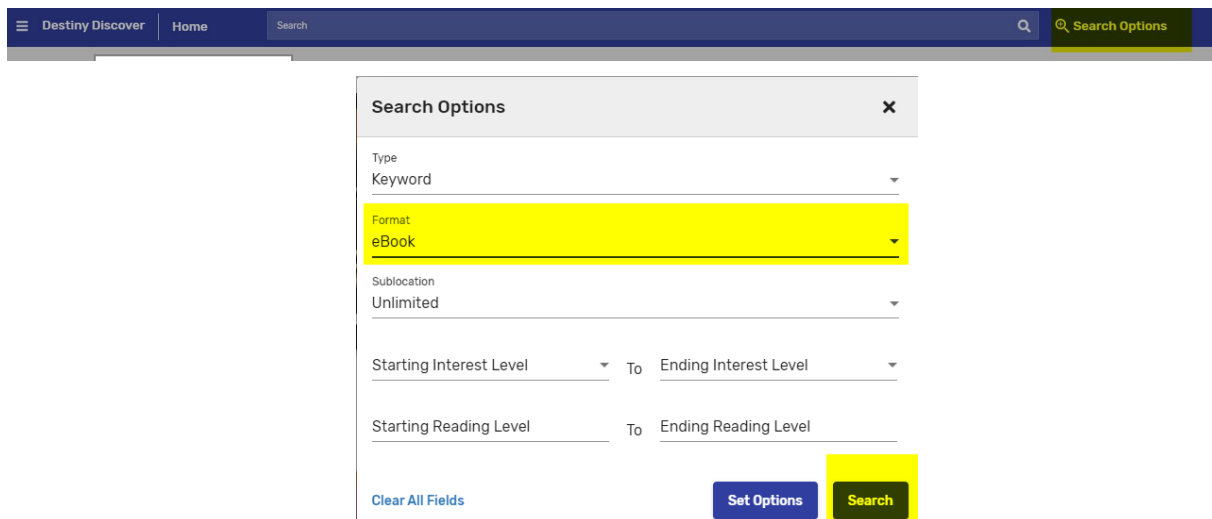 Destiny Discover Home Search Search Options
Search Options
Type
Keyword
Format
eBook
Sublocation
Unlimited
Starting Interest Level To Ending Interest Level
Starting Reading Level To Ending Reading Level
Clear All Fields Set Options Search